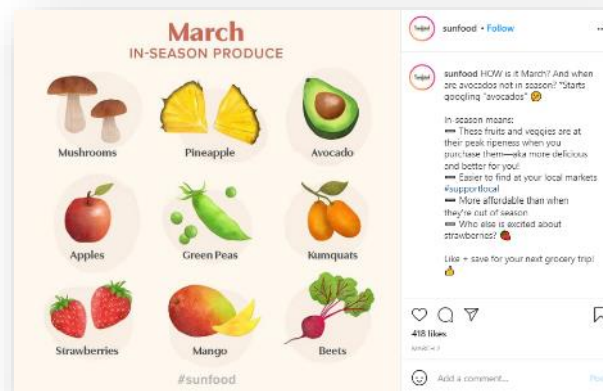 March
IN-SEASON PRODUCE
Mushrooms
Pineapple
Avocado
Apples
Green Peas
Kumquats
Strawberries
Mango
Beets
#sunfood
sunfood • Follow
sunfood HOW is it March? And when
are avocados not in season? *Starts
googling "avocados" 🤔
In-season means:
➖ These fruits and veggies are at
their peak ripeness when you
purchase them—aka more delicious
and better for you!
➖ Easier to find at your local markets
#supportlocal
➖ More affordable than when
they're out of season
➖ Who else is excited about
strawberries? 🍓
Like + save for your next grocery trip!
👍
418 likes
Add a comment...